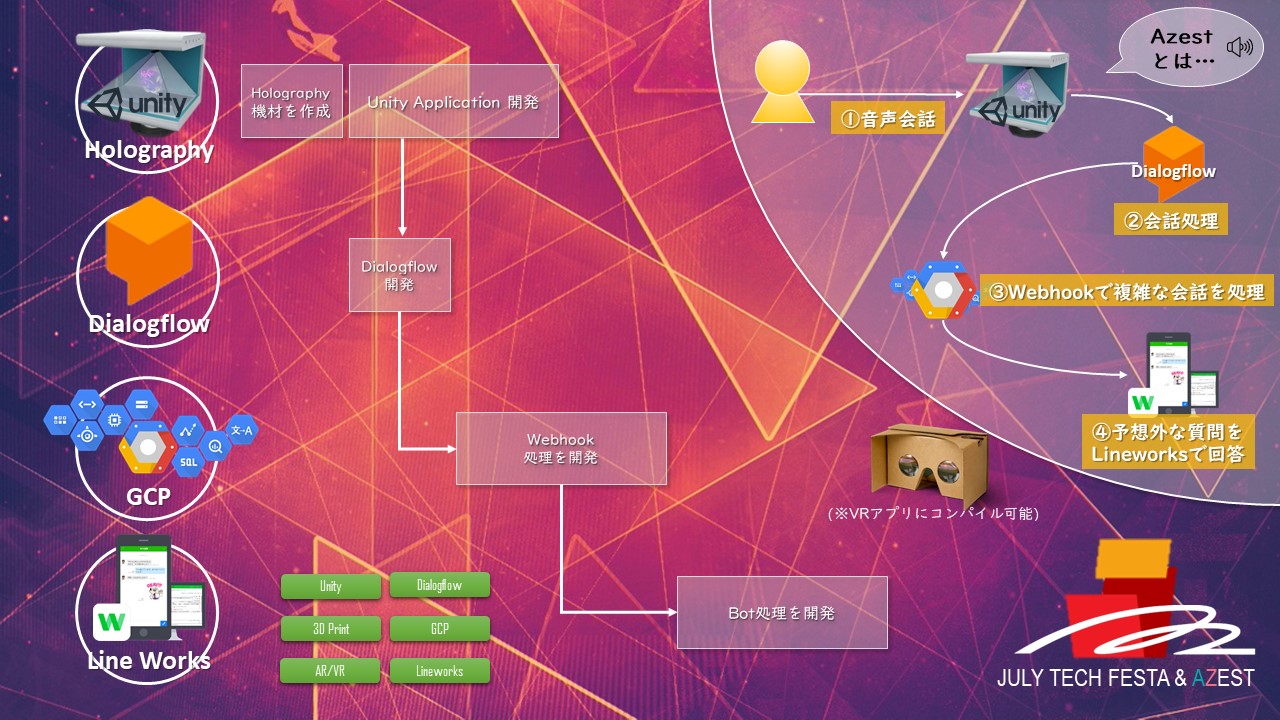 unity
Holography
Holography
機材を作成
Unity Application 開発
Dialogflow
Dialogflow
開発
SQL
文-A
GCP
Webhook
処理を開発
W
Line Works
Bot処理を開発
Unity
Dialogflow
3D Print
GCP
AR/VR
Lineworks
Azest
とは…
unity
①音声会話
Dialogflow
②会話処理
③Webhookで複雑な会話を処理
W
④予想外な質問を
Lineworksで回答
(※VRアプリにコンパイル可能)
JULY TECH FESTA & AZEST